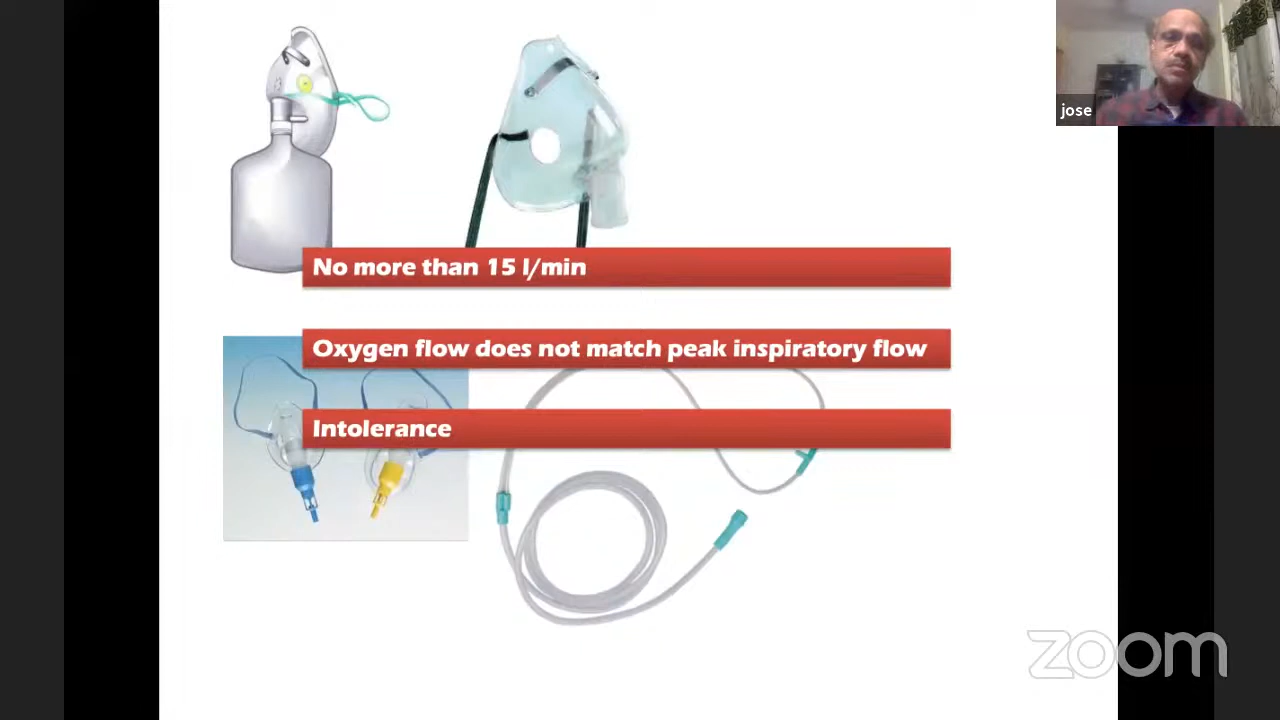 jose
No more than 15 l/min
Oxygen flow does not match peak inspiratory flow
Intolerance
zoom